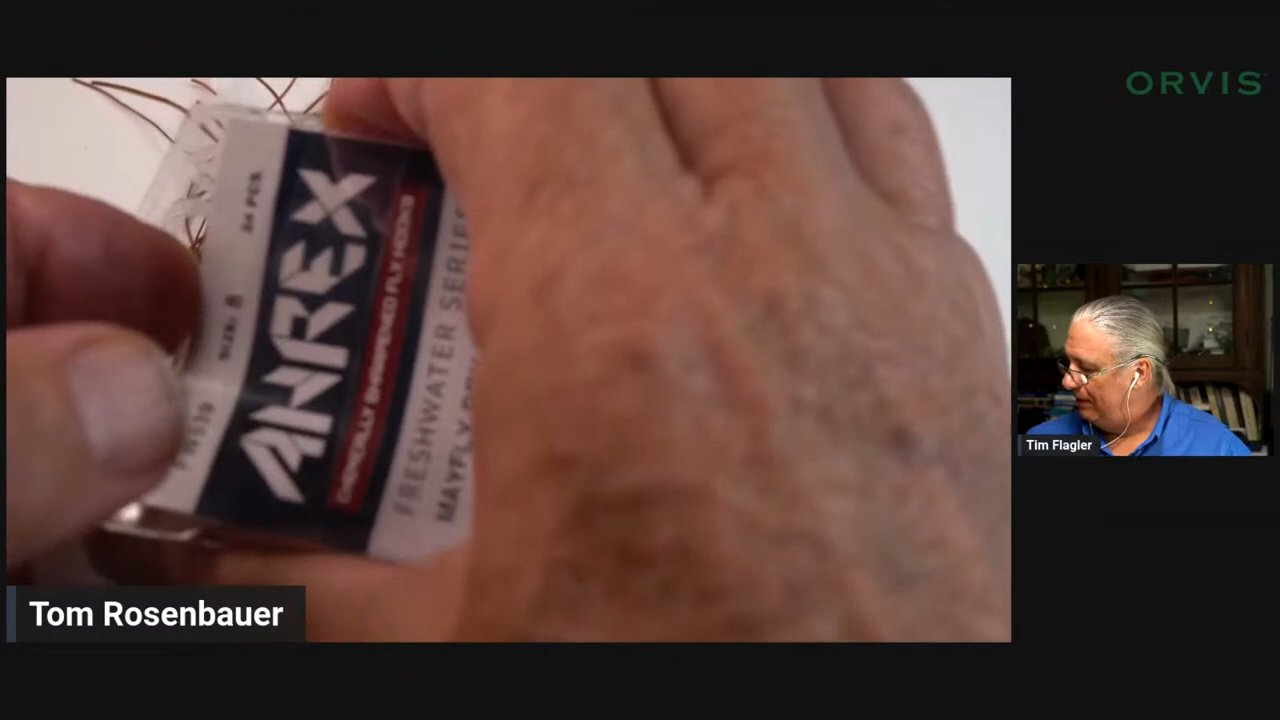 ORVIS
24 PCS.
SIZE: 8
AHREX
CHEMICALLY SHARPENED FLY HOOKS
FRESHWATER SERIES
Tim Flagler
Tom Rosenbauer